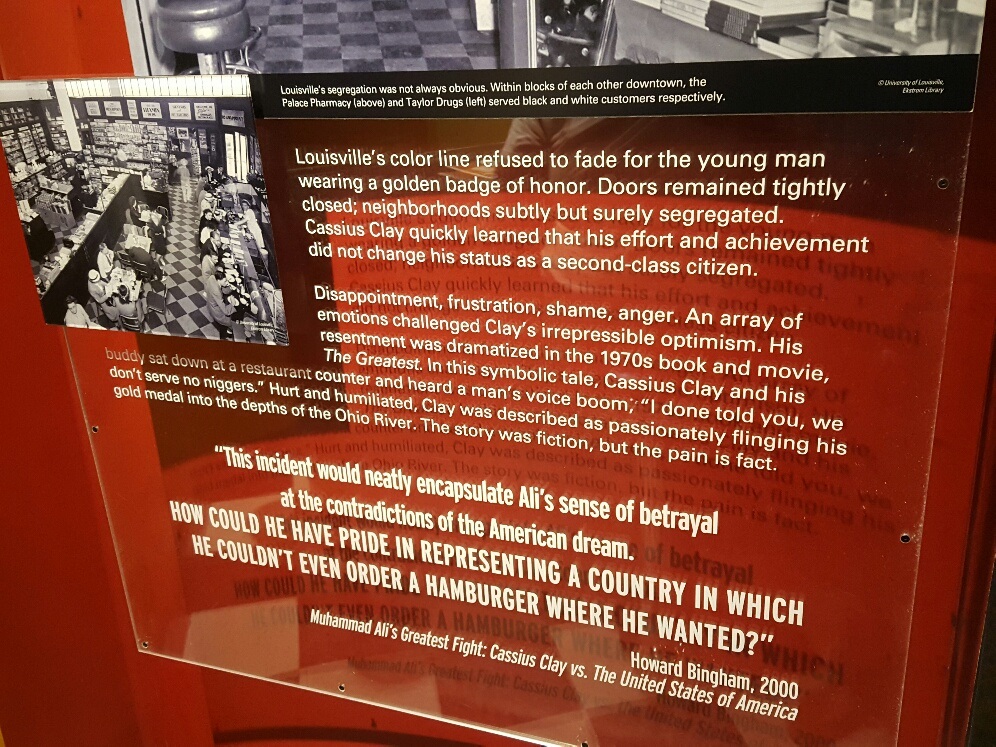 Louisville's segregation was not always obvious. Within blocks of each other downtown, the
Palace Pharmacy (above) and Taylor Drugs (left) served black and white customers respectively.
© University of Louisville,
Ekstrom Library
Louisville's color line refused to fade for the young man
wearing a golden badge of honor. Doors remained tightly
closed; neighborhoods subtly but surely segregated.
Cassius Clay quickly learned that his effort and achievement
did not change his status as a second-class citizen.
Disappointment, frustration, shame, anger. An array of
emotions challenged Clay's irrepressible optimism. His
resentment was dramatized in the 1970s book and movie,
The Greatest. In this symbolic tale, Cassius Clay and his
buddy sat down at a restaurant counter and heard a man's voice boom; "I done told you, we
don't serve no niggers." Hurt and humiliated, Clay was described as passionately flinging his
gold medal into the depths of the Ohio River. The story was fiction, but the pain is fact.
"This incident would neatly encapsulate Ali's sense of betrayal
at the contradictions of the American dream.
HOW COULD HE HAVE PRIDE IN REPRESENTING A COUNTRY IN WHICH
HE COULDN'T EVEN ORDER A HAMBURGER WHERE HE WANTED?"
Howard Bingham, 2000
Muhammad Ali's Greatest Fight: Cassius Clay vs. The United States of America